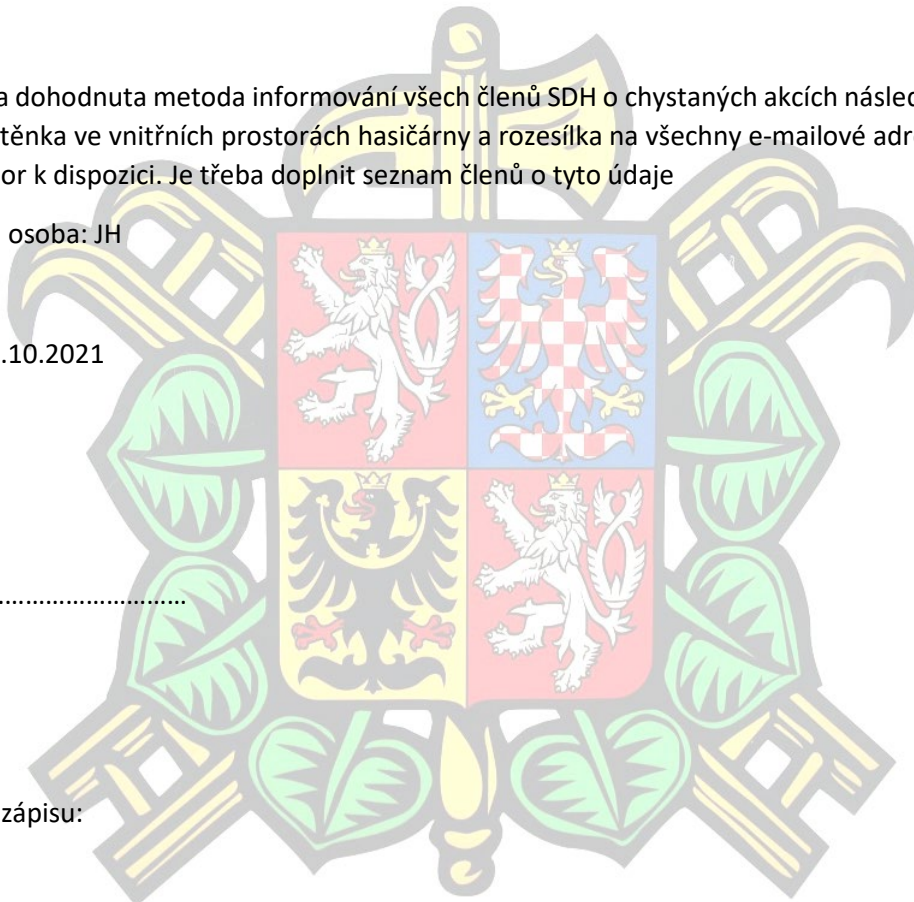 a dohodnuta metoda informování všech členů SDH o chystaných akcích násled
těnka ve vnitřních prostorách hasičárny a rozesílka na všechny e-mailové adr
or k dispozici. Je třeba doplnit seznam členů o tyto údaje
osoba: JH
.10.2021
................................
zápisu: